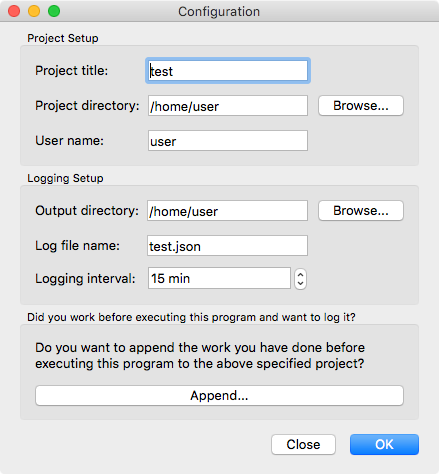 Configuration
Project Setup
Project title: test
Project directory: /home/user Browse...
User name: user
Logging Setup
Output directory: /home/user Browse...
Log file name: test.json
Logging interval: 15 min
Did you work before executing this program and want to log it?
Do you want to append the work you have done before
executing this program to the above specified project?
Append...
Close OK